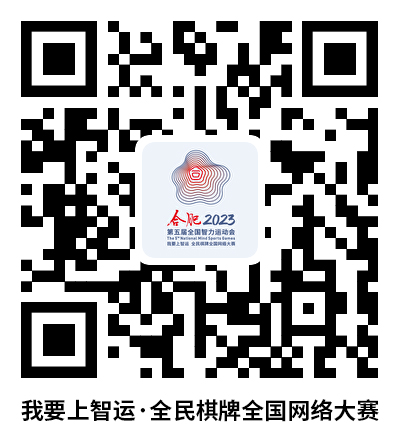 合肥2023
第五届全国智力运动会
The 5th National Mind Sports Games
我要上智运 全民棋牌全国网络大赛
我要上智运·全民棋牌全国网络大赛